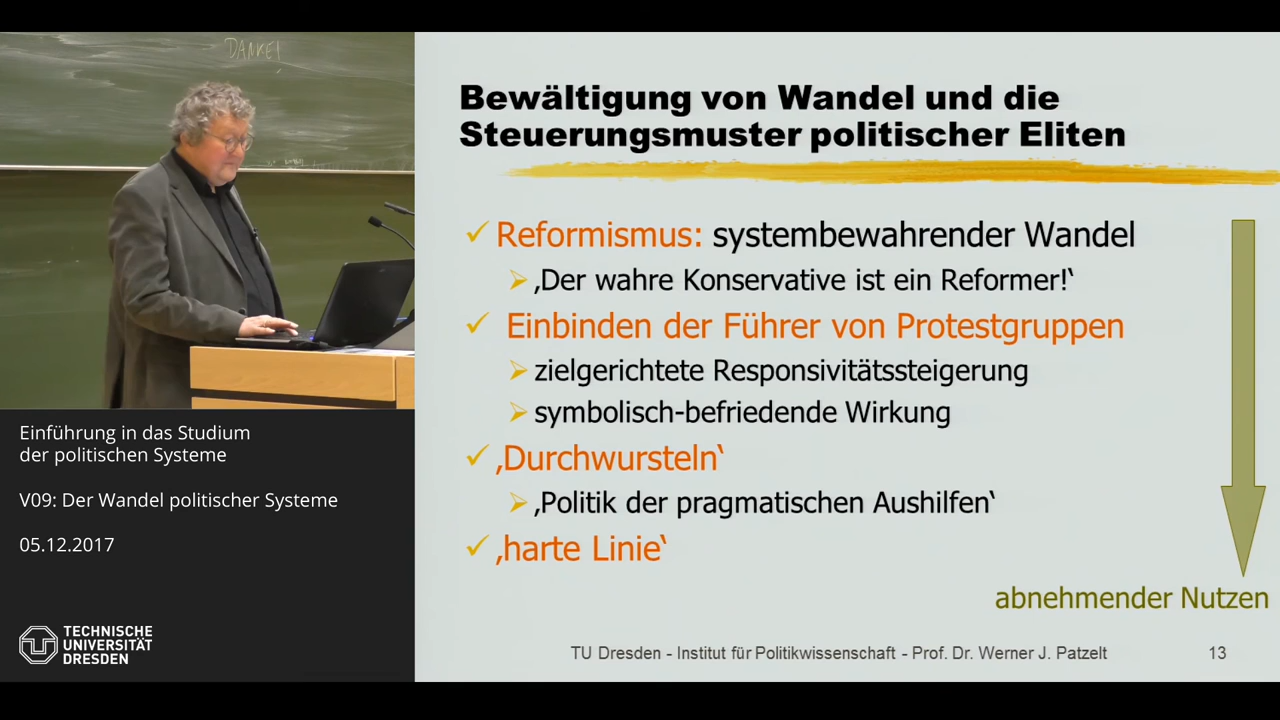 DANKE!
Bewältigung von Wandel und die
Steuerungsmuster politischer Eliten
✓ Reformismus: systembewahrender Wandel
➢ ‚Der wahre Konservative ist ein Reformer!‘
✓ Einbinden der Führer von Protestgruppen
➢ zielgerichtete Responsivitätssteigerung
➢ symbolisch-befriedende Wirkung
✓ ‚Durchwursteln‘
➢ ‚Politik der pragmatischen Aushilfen‘
✓ ‚harte Linie‘
abnehmender Nutzen
TU Dresden - Institut für Politikwissenschaft - Prof. Dr. Werner J. Patzelt 13
Einführung in das Studium
der politischen Systeme
V09: Der Wandel politischer Systeme
05.12.2017
TECHNISCHE
UNIVERSITÄT
DRESDEN